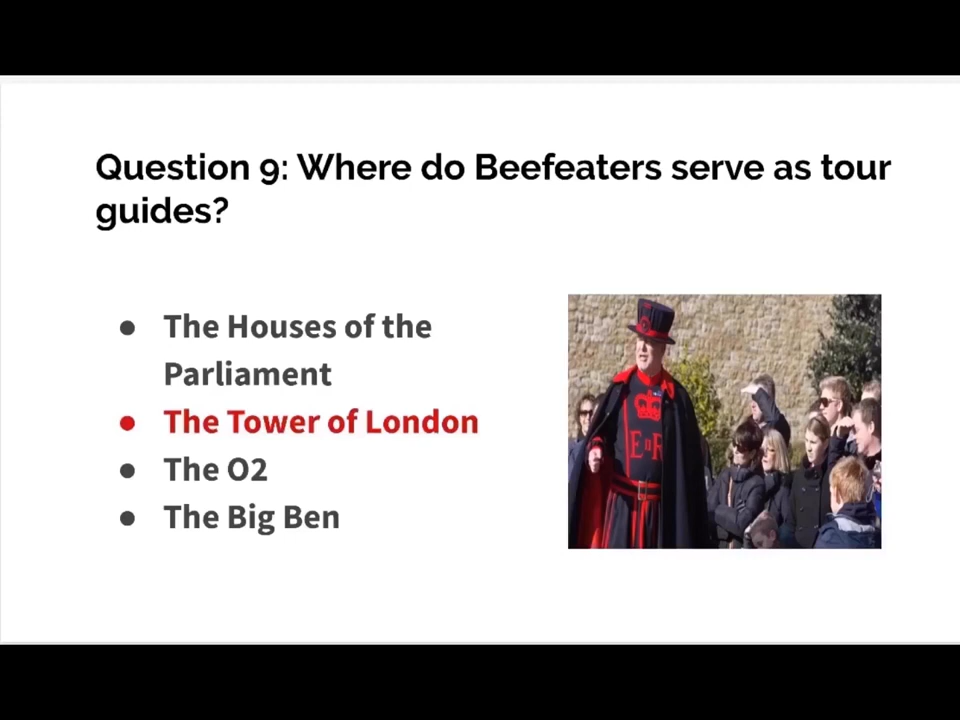 Question 9: Where do Beefeaters serve as tour
guides?
● The Houses of the
Parliament
● The Tower of London
● The O2
● The Big Ben
E II R